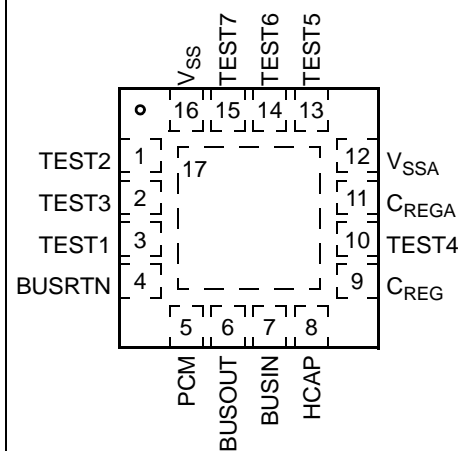 VSS
TEST7
TEST6
TEST5
16 15 14 13
TEST2 1 17 12 VSSA
TEST3 2 11 CREGA
TEST1 3 10 TEST4
BUSRTN 4 9 CREG
5 6 7 8
PCM
BUSOUT
BUSIN
HCAP